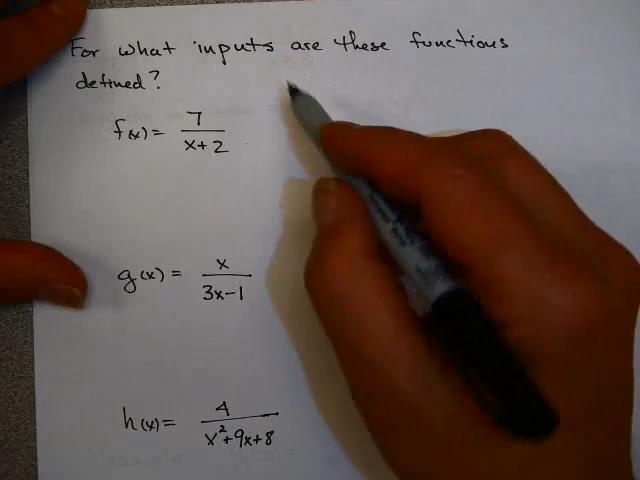 For what inputs are these functions
defined?
f(x) = 7/(x+2)
g(x) = x/(3x-1)
h(x) = 4/(x²+9x+8)